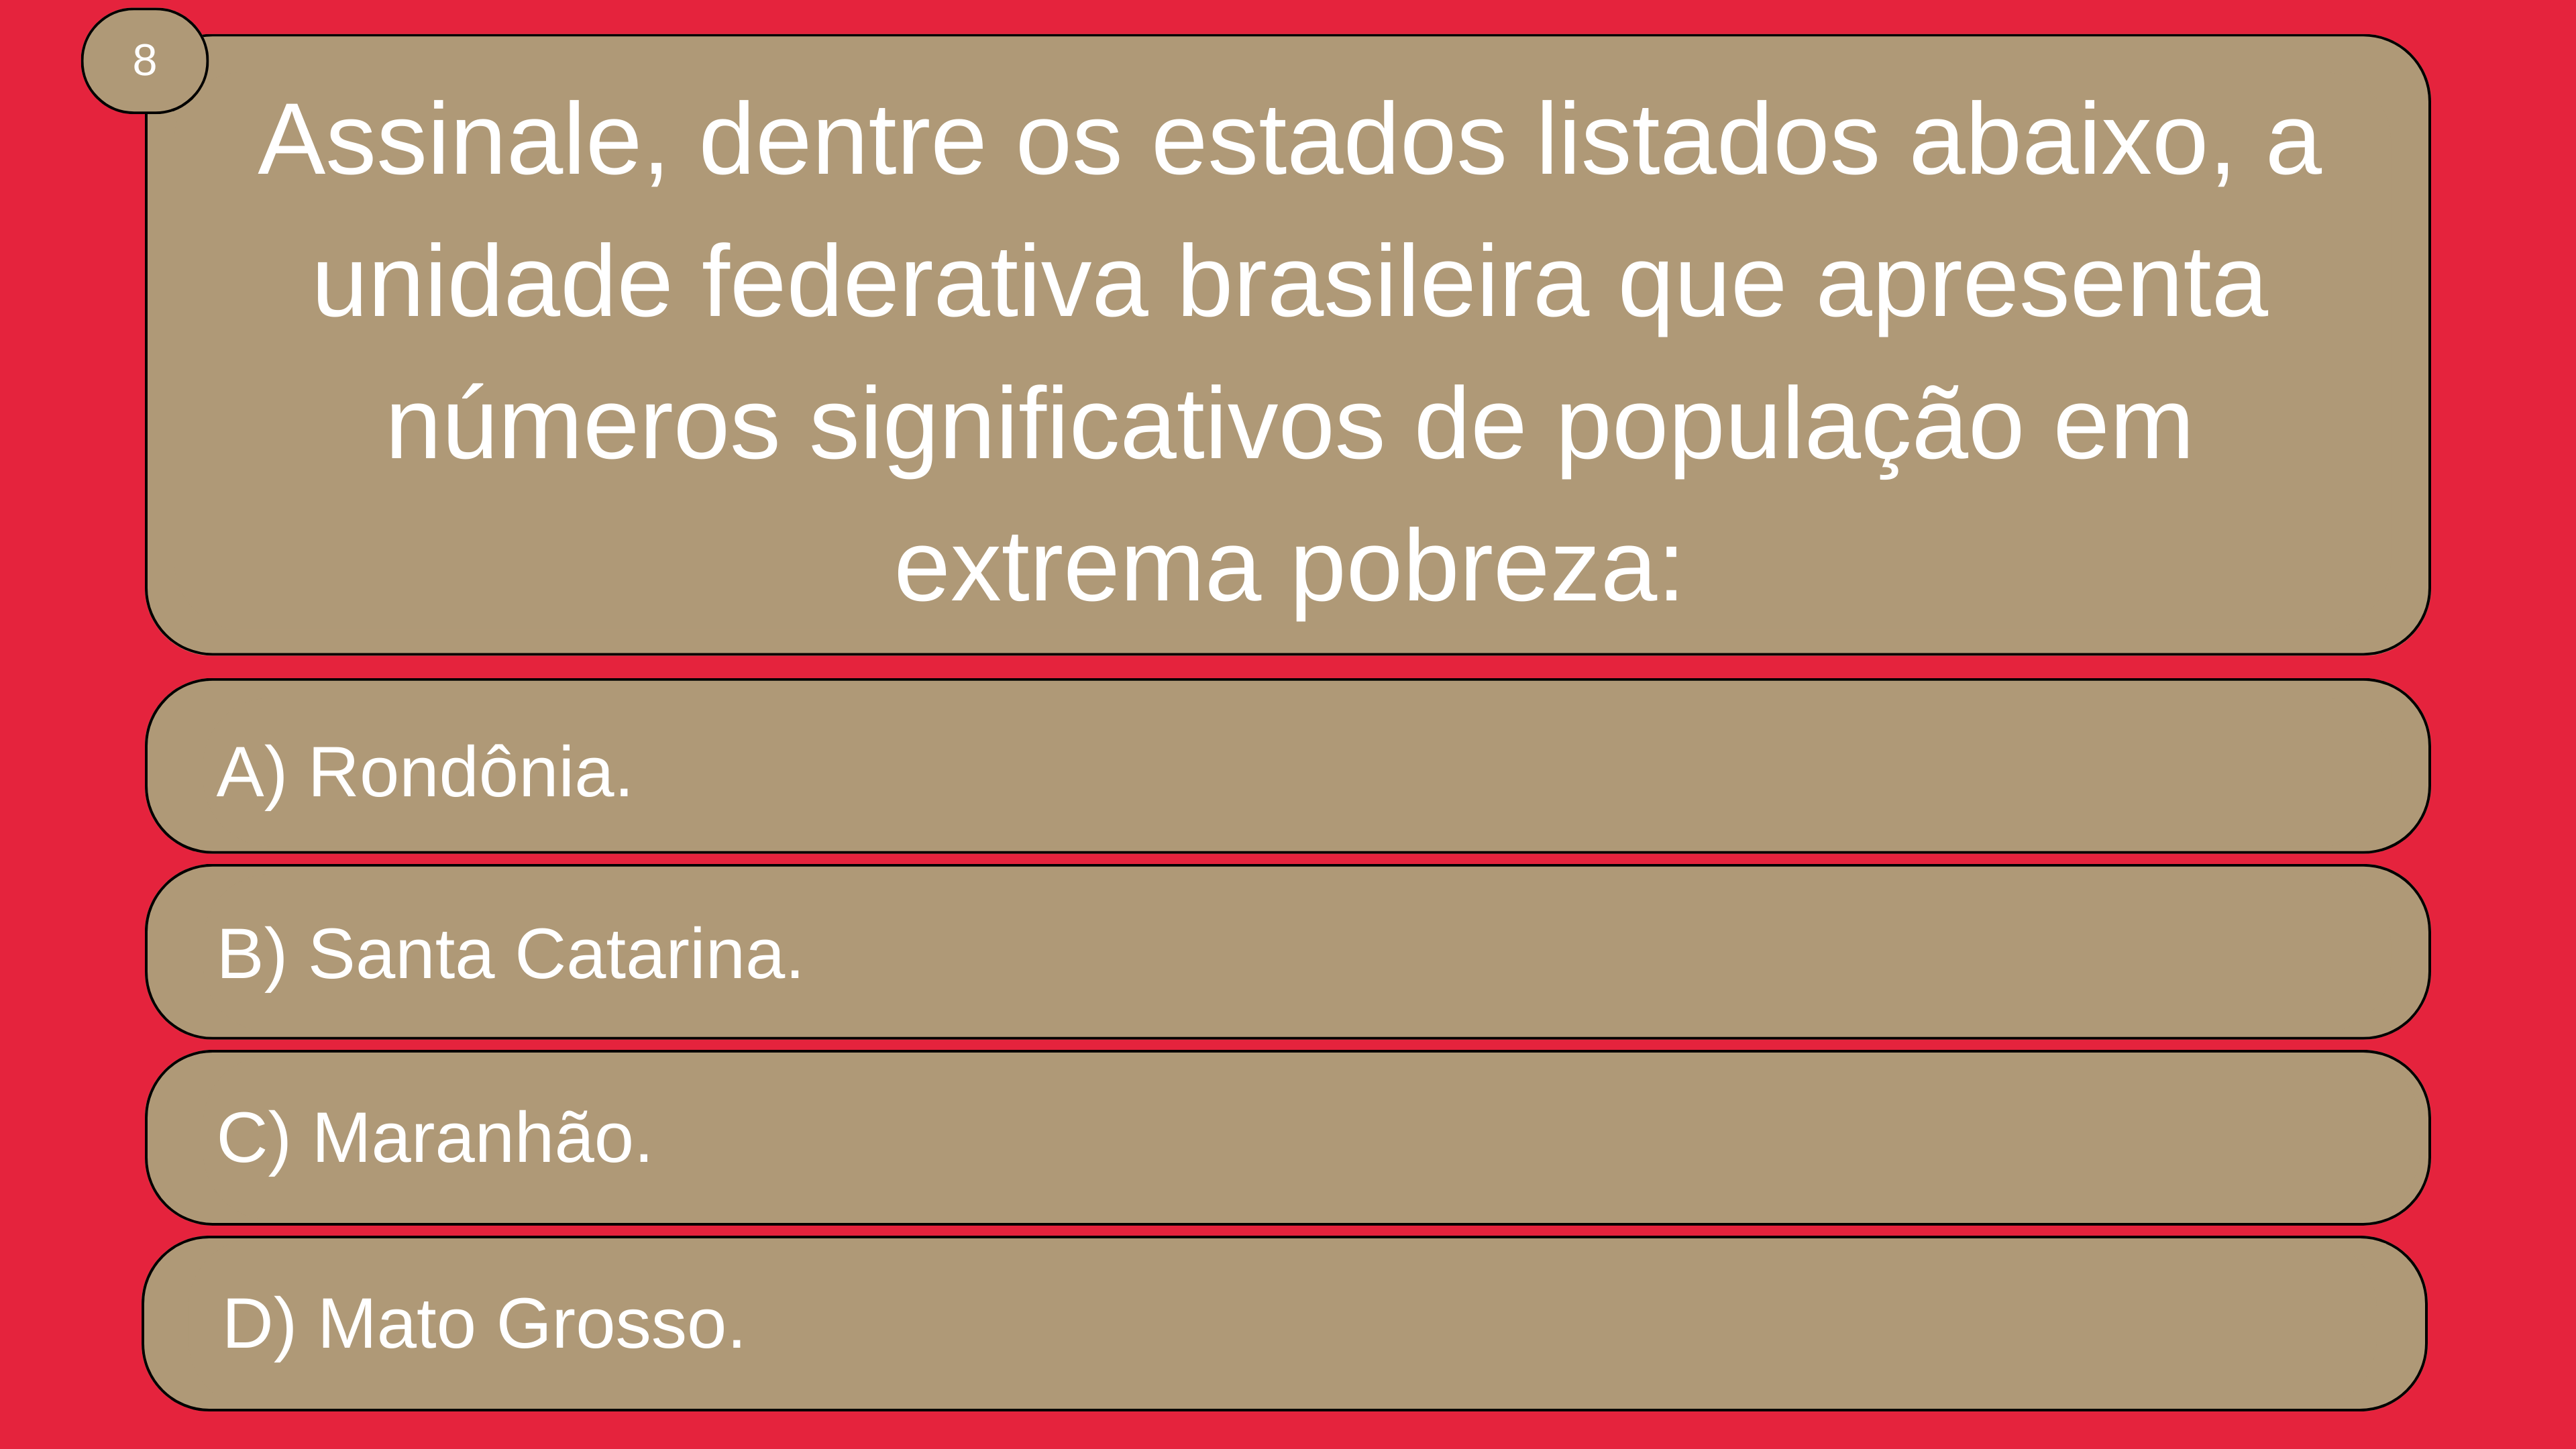 8
Assinale, dentre os estados listados abaixo, a
unidade federativa brasileira que apresenta
números significativos de população em
extrema pobreza:
A) Rondônia.
B) Santa Catarina.
C) Maranhão.
D) Mato Grosso.